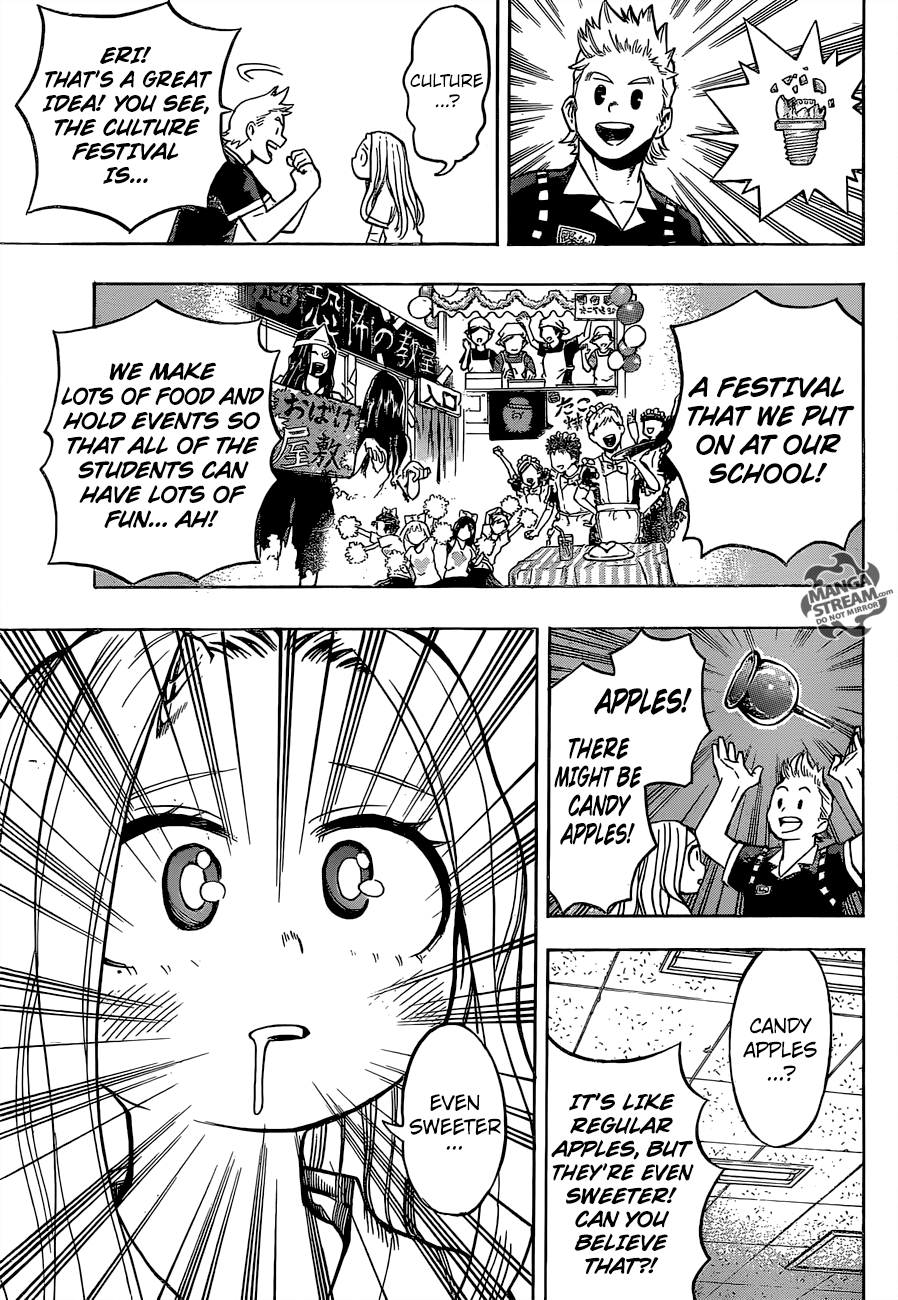 CULTURE
...?
ERI!
THAT'S A GREAT
IDEA! YOU SEE,
THE CULTURE
FESTIVAL
IS...
A FESTIVAL
THAT WE PUT
ON AT OUR
SCHOOL!
超恐怖の教室
入口
おばけ
屋敷
たこ
WE MAKE
LOTS OF FOOD AND
HOLD EVENTS SO
THAT ALL OF THE
STUDENTS CAN
HAVE LOTS OF
FUN... AH!
MANGA
STREAM.com
DO NOT MIRROR
APPLES!
THERE
MIGHT BE
CANDY
APPLES!
CANDY
APPLES
...?
IT'S LIKE
REGULAR
APPLES, BUT
THEY'RE EVEN
SWEETER!
CAN YOU
BELIEVE
THAT?!
EVEN
SWEETER
...